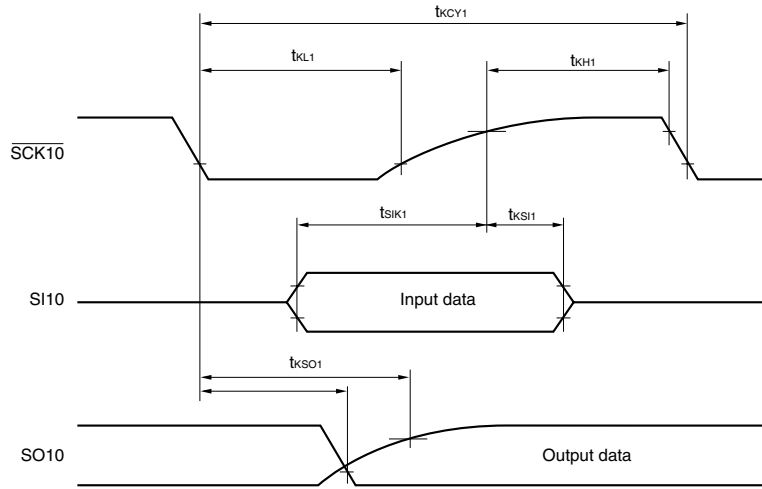 tKCY1
tKL1
tKH1
SCK10
tSIK1
tKSI1
SI10
Input data
tKSO1
SO10
Output data